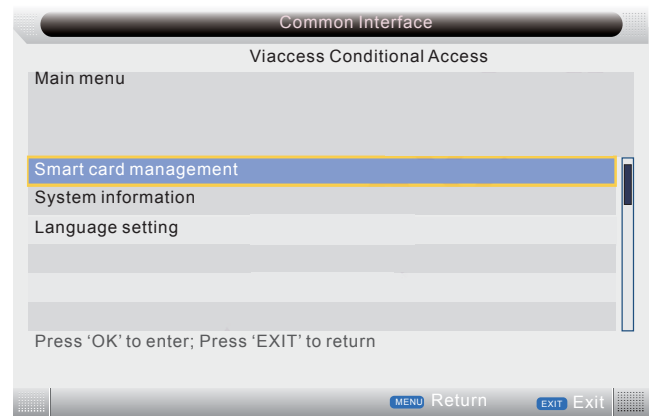 Common Interface
Viaccess Conditional Access
Main menu
Smart card management
System information
Language setting
Press ‘OK’ to enter; Press ‘EXIT’ to return
MENU Return EXIT Exit